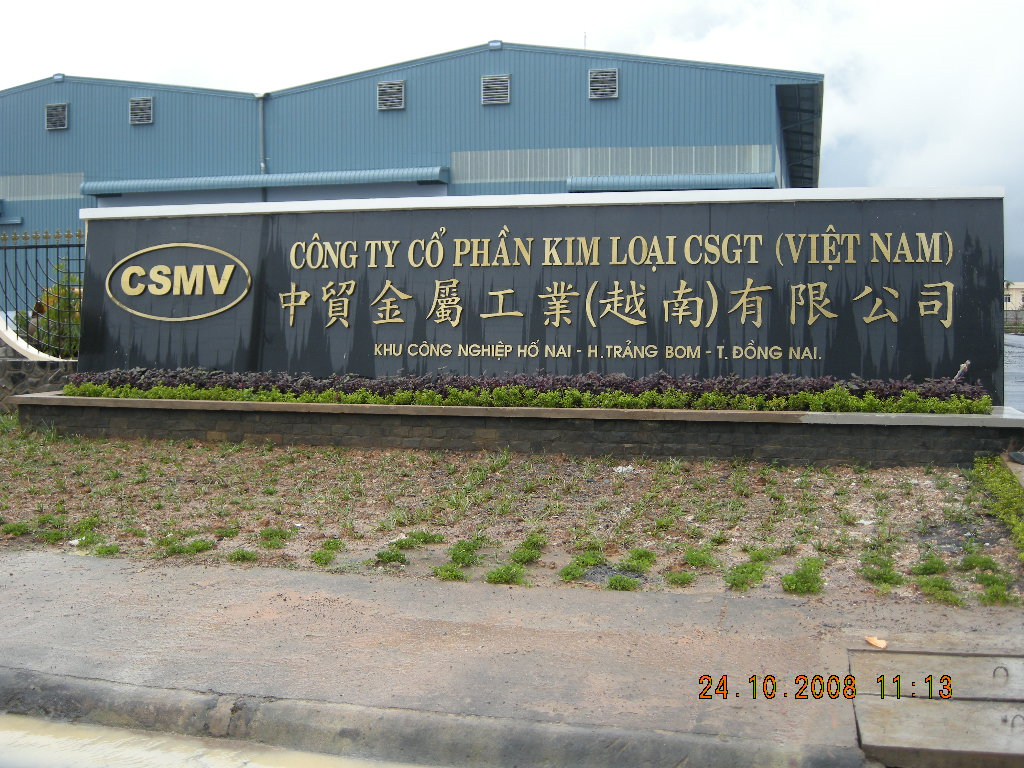 CSMV
CÔNG TY CỔ PHẦN KIM LOẠI CSGT (VIỆT NAM)
中貿金屬工業(越南)有限公司
KHU CÔNG NGHIỆP HỐ NAI - H.TRẢNG BOM - T. ĐỒNG NAI.
24.10.2008 11:13